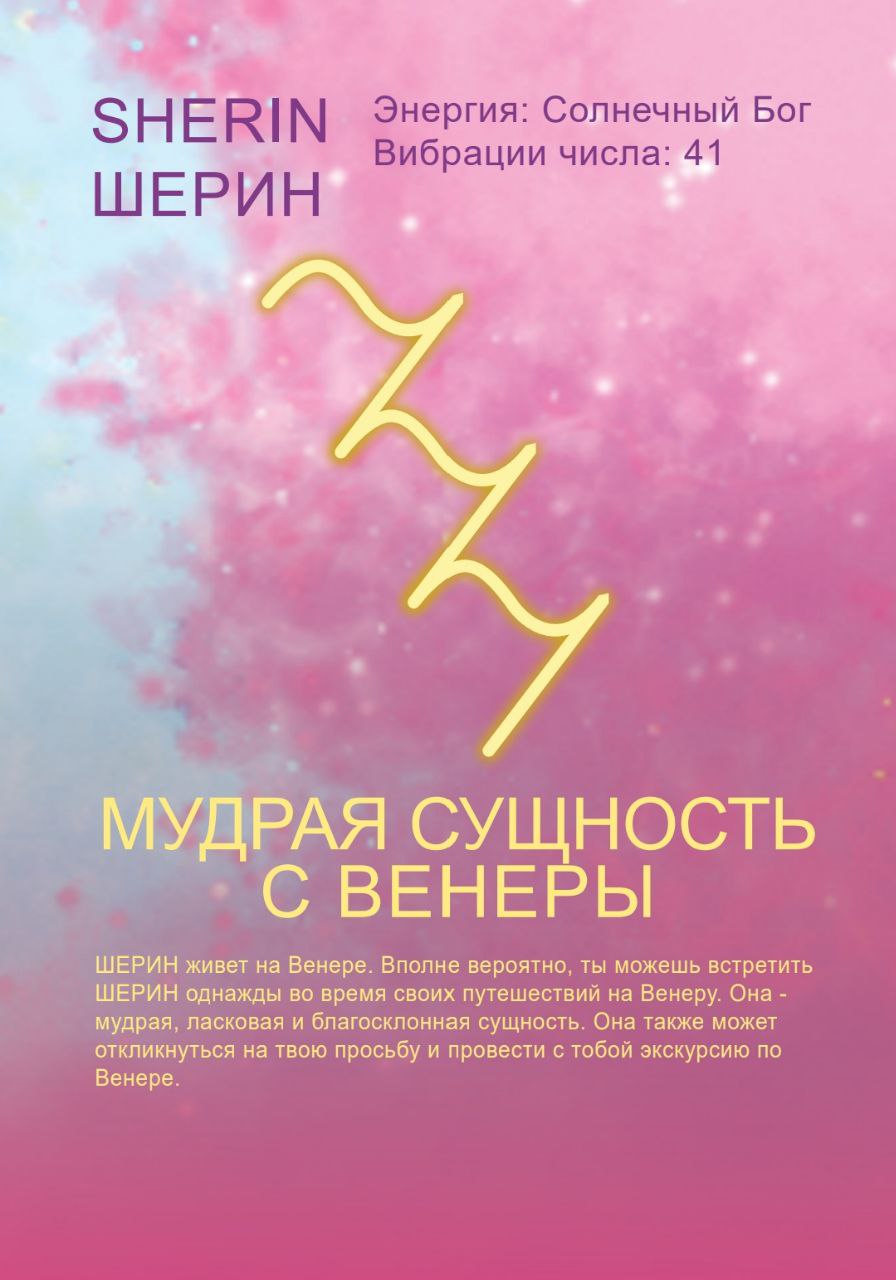 SHERIN
ШЕРИН
Энергия: Солнечный Бог
Вибрации числа: 41
МУДРАЯ СУЩНОСТЬ
С ВЕНЕРЫ
ШЕРИН живет на Венере. Вполне вероятно, ты можешь встретить
ШЕРИН однажды во время своих путешествий на Венеру. Она -
мудрая, ласковая и благосклонная сущность. Она также может
откликнуться на твою просьбу и провести с тобой экскурсию по
Венере.